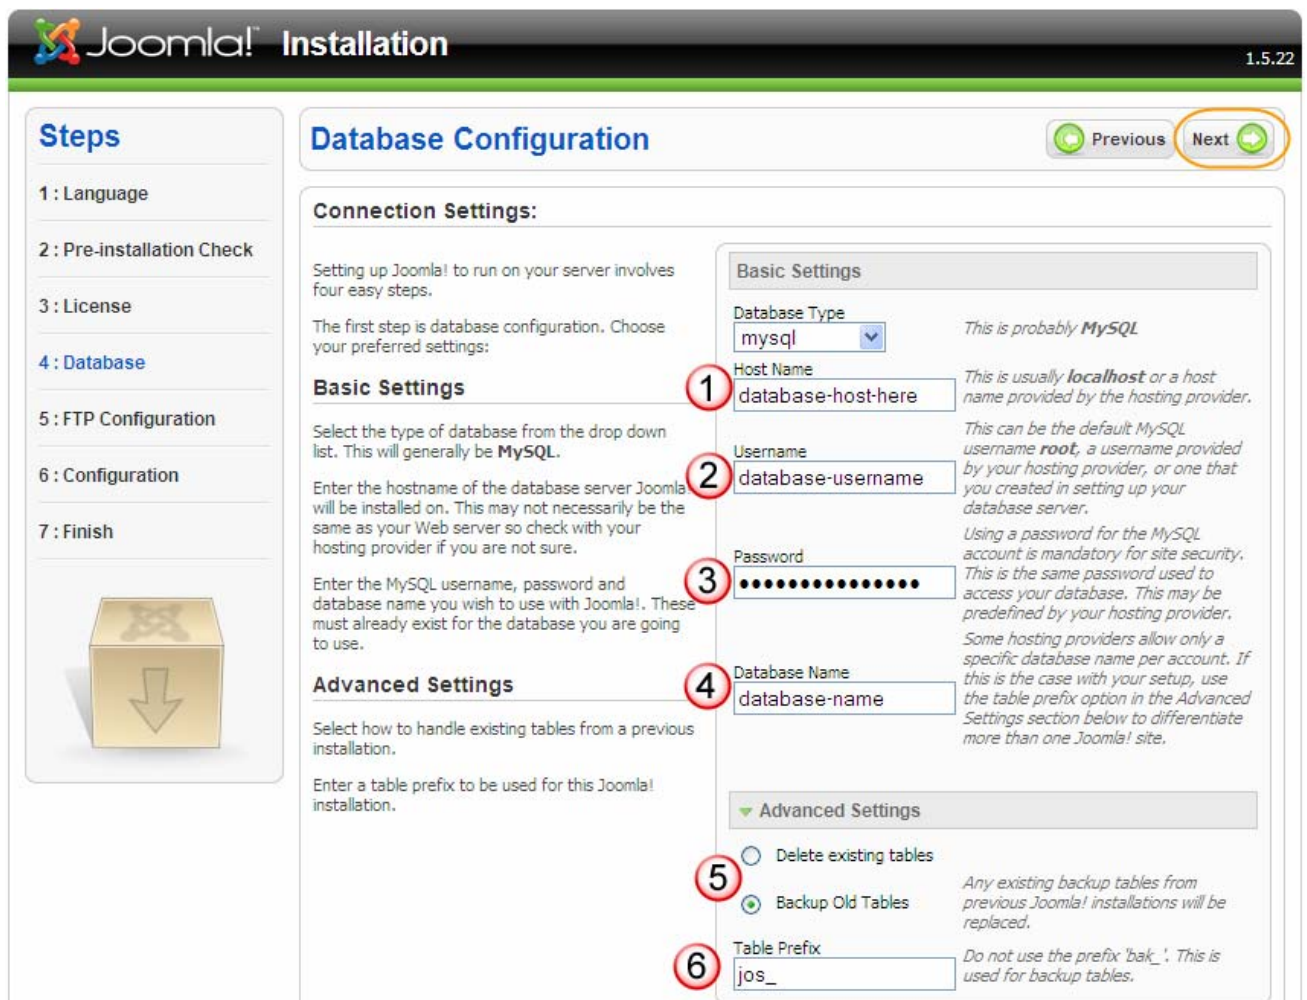 Joomla!™ Installation
1.5.22
Steps
1 : Language
2 : Pre-installation Check
3 : License
4 : Database
5 : FTP Configuration
6 : Configuration
7 : Finish
Database Configuration
Previous
Next
Connection Settings:
Setting up Joomla! to run on your server involves
four easy steps.
The first step is database configuration. Choose
your preferred settings:
Basic Settings
Select the type of database from the drop down
list. This will generally be MySQL.
Enter the hostname of the database server Joomla!
will be installed on. This may not necessarily be the
same as your Web server so check with your
hosting provider if you are not sure.
Enter the MySQL username, password and
database name you wish to use with Joomla!. These
must already exist for the database you are going
to use.
Advanced Settings
Select how to handle existing tables from a previous
installation.
Enter a table prefix to be used for this Joomla!
installation.
Basic Settings
Database Type
mysql
This is probably MySQL
1
Host Name
database-host-here
This is usually localhost or a host
name provided by the hosting provider.
2
Username
database-username
This can be the default MySQL
username root, a username provided
by your hosting provider, or one that
you created in setting up your
database server.
3
Password
•••••••••••••••
Using a password for the MySQL
account is mandatory for site security.
This is the same password used to
access your database. This may be
predefined by your hosting provider.
4
Database Name
database-name
Some hosting providers allow only a
specific database name per account. If
this is the case with your setup, use
the table prefix option in the Advanced
Settings section below to differentiate
more than one Joomla! site.
Advanced Settings
5
Delete existing tables
Backup Old Tables
Any existing backup tables from
previous Joomla! installations will be
replaced.
6
Table Prefix
jos_
Do not use the prefix 'bak_'. This is
used for backup tables.